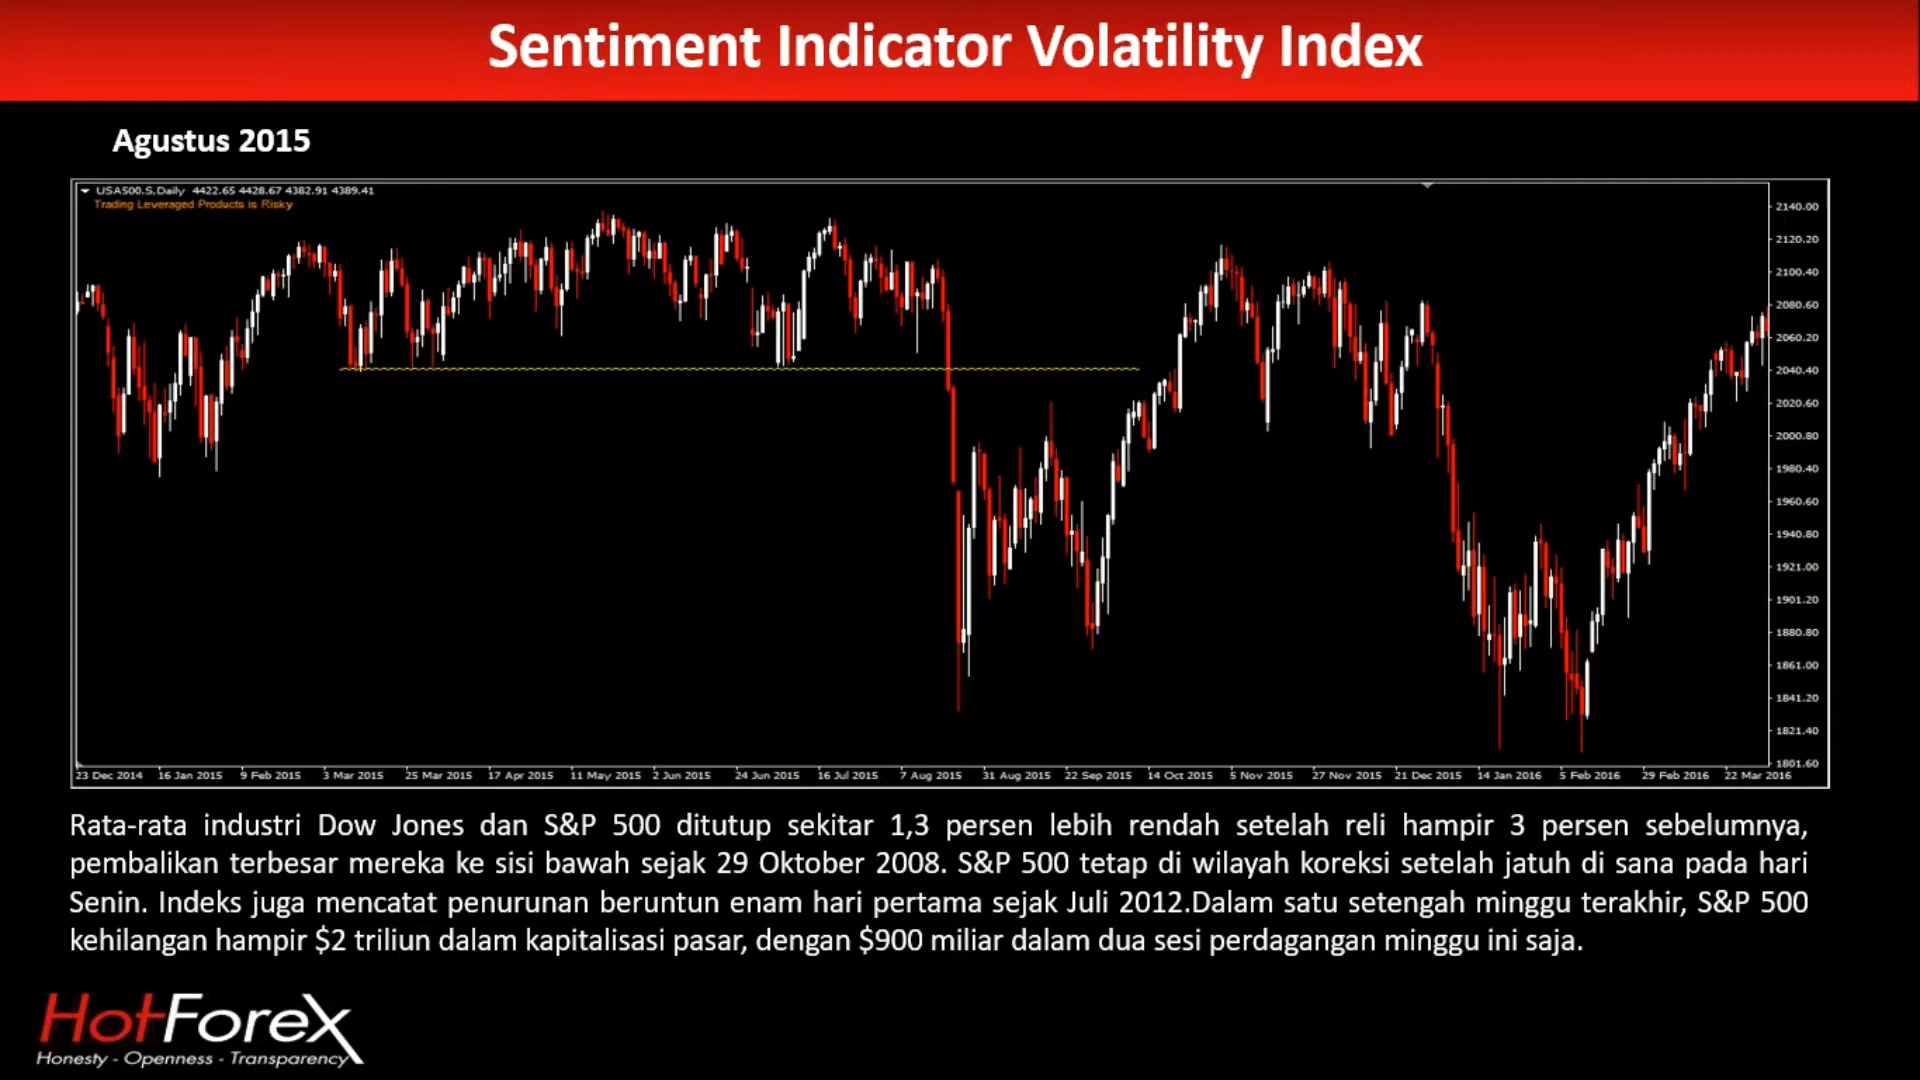 Sentiment Indicator Volatility Index
Agustus 2015
USA500.S,Daily 4422.65 4428.67 4382.91 4389.41
Trading Leveraged Products is Risky
2140.00
2120.20
2100.40
2080.60
2060.20
2040.40
2020.60
2000.80
1980.40
1960.60
1940.80
1921.00
1901.20
1880.80
1861.00
1841.20
1821.40
1801.60
23 Dec 2014 16 Jan 2015 9 Feb 2015 3 Mar 2015 25 Mar 2015 17 Apr 2015 11 May 2015 2 Jun 2015 24 Jun 2015 16 Jul 2015 7 Aug 2015 31 Aug 2015 22 Sep 2015 14 Oct 2015 5 Nov 2015 27 Nov 2015 21 Dec 2015 14 Jan 2016 5 Feb 2016 29 Feb 2016 22 Mar 2016
Rata-rata industri Dow Jones dan S&P 500 ditutup sekitar 1,3 persen lebih rendah setelah reli hampir 3 persen sebelumnya,
pembalikan terbesar mereka ke sisi bawah sejak 29 Oktober 2008. S&P 500 tetap di wilayah koreksi setelah jatuh di sana pada hari
Senin. Indeks juga mencatat penurunan beruntun enam hari pertama sejak Juli 2012.Dalam satu setengah minggu terakhir, S&P 500
kehilangan hampir $2 triliun dalam kapitalisasi pasar, dengan $900 miliar dalam dua sesi perdagangan minggu ini saja.
HotForex
Honesty - Openness - Transparency